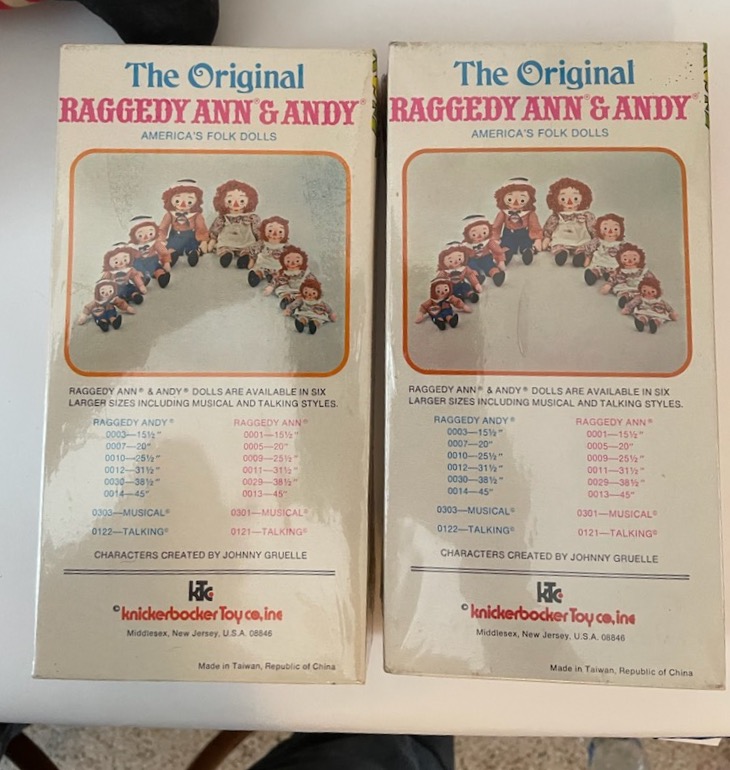 The Original
RAGGEDY ANN® & ANDY®
AMERICA'S FOLK DOLLS
RAGGEDY ANN® & ANDY® DOLLS ARE AVAILABLE IN SIX
LARGER SIZES INCLUDING MUSICAL AND TALKING STYLES.
RAGGEDY ANDY® RAGGEDY ANN®
0003—15½" 0001—15½"
0007—20" 0005—20"
0010—25½" 0009—25½"
0012—31½" 0011—31½"
0030—38½" 0029—38½"
0014—45" 0013—45"
0303—MUSICAL® 0301—MUSICAL®
0122—TALKING® 0121—TALKING®
CHARACTERS CREATED BY JOHNNY GRUELLE
kTc
© knickerbocker Toy co, inc
Middlesex, New Jersey, U.S.A. 08846
Made in Taiwan, Republic of China
The Original
RAGGEDY ANN® & ANDY®
AMERICA'S FOLK DOLLS
RAGGEDY ANN® & ANDY® DOLLS ARE AVAILABLE IN SIX
LARGER SIZES INCLUDING MUSICAL AND TALKING STYLES.
RAGGEDY ANDY® RAGGEDY ANN®
0003—15½" 0001—15½"
0007—20" 0005—20"
0010—25½" 0009—25½"
0012—31½" 0011—31½"
0030—38½" 0029—38½"
0014—45" 0013—45"
0303—MUSICAL® 0301—MUSICAL®
0122—TALKING® 0121—TALKING®
CHARACTERS CREATED BY JOHNNY GRUELLE
kTc
© knickerbocker Toy co, inc
Middlesex, New Jersey, U.S.A. 08846
Made in Taiwan, Republic of China